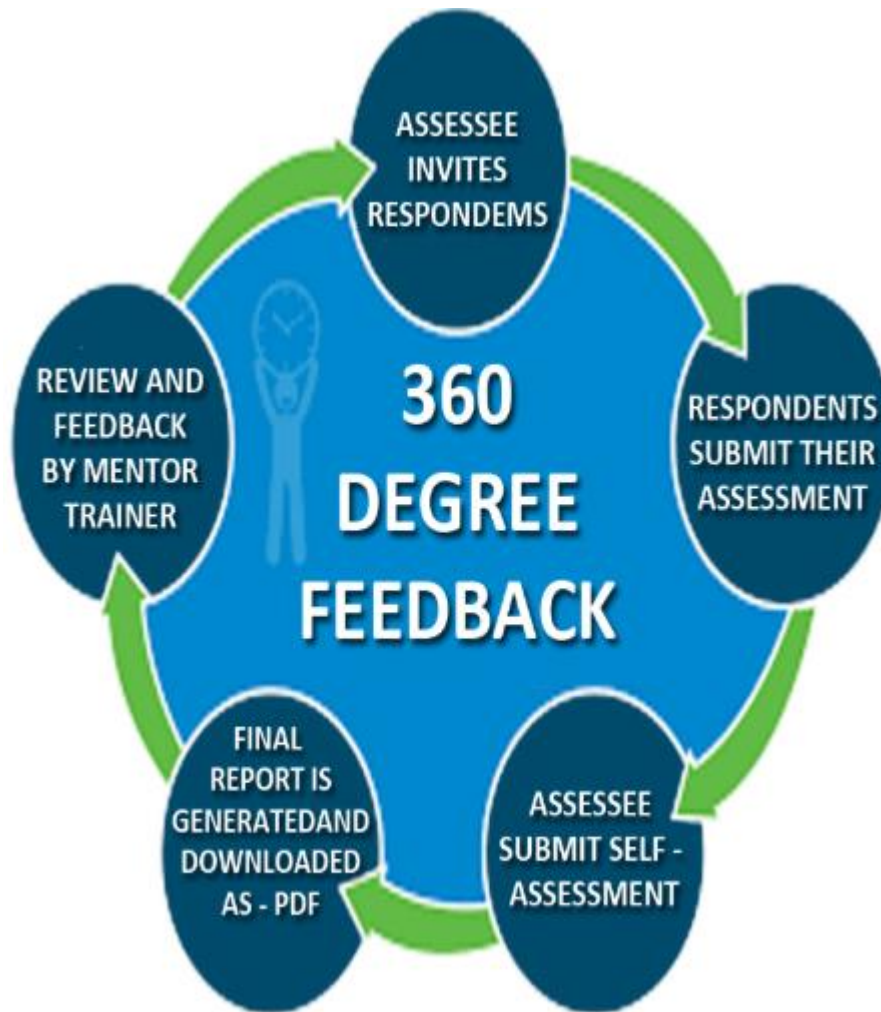 ASSESSEE
INVITES
RESPONDEMS
RESPONDENTS
SUBMIT THEIR
ASSESSMENT
ASSESSEE
SUBMIT SELF -
ASSESSMENT
FINAL
REPORT IS
GENERATEDAND
DOWNLOADED
AS - PDF
REVIEW AND
FEEDBACK
BY MENTOR
TRAINER
360
DEGREE
FEEDBACK